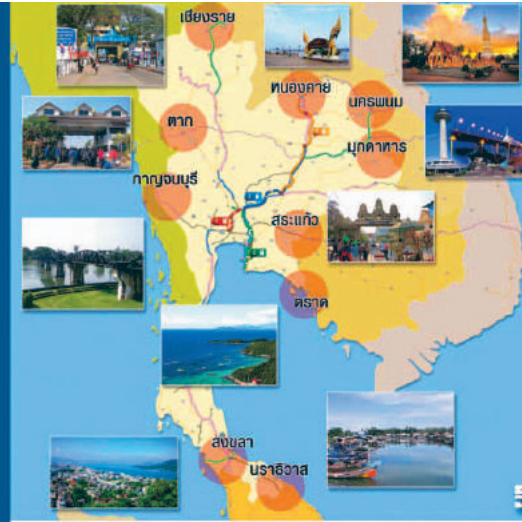 เชียงราย
หนองคาย
นครพนม
ตาก
มุกดาหาร
กาญจนบุรี
สระแก้ว
ตราด
สงขลา
นราธิวาส